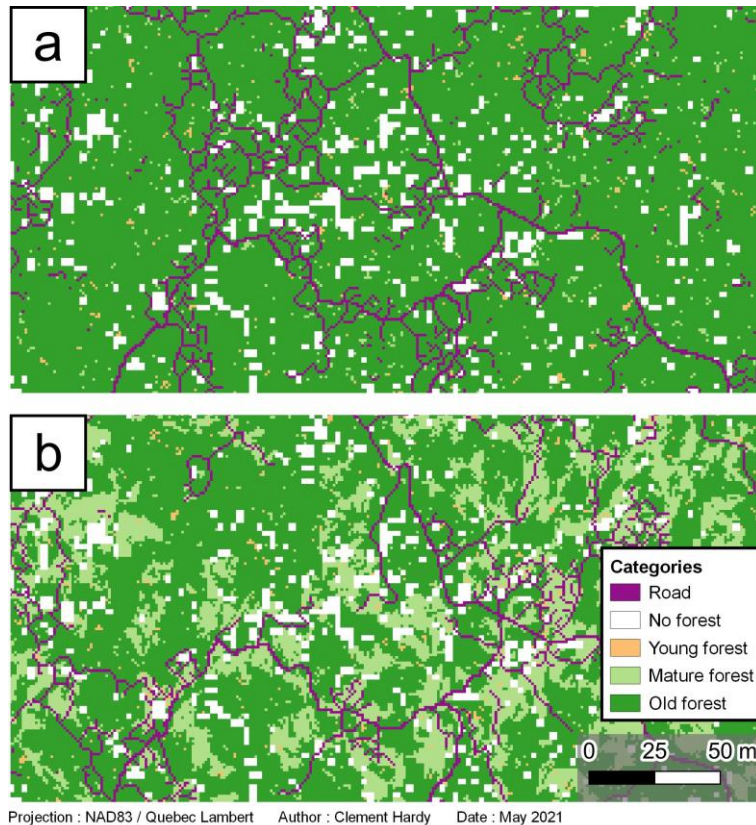 a
b
Categories
Road
No forest
Young forest
Mature forest
Old forest
0 25 50 m
Projection : NAD83 / Quebec Lambert Author : Clement Hardy Date : May 2021